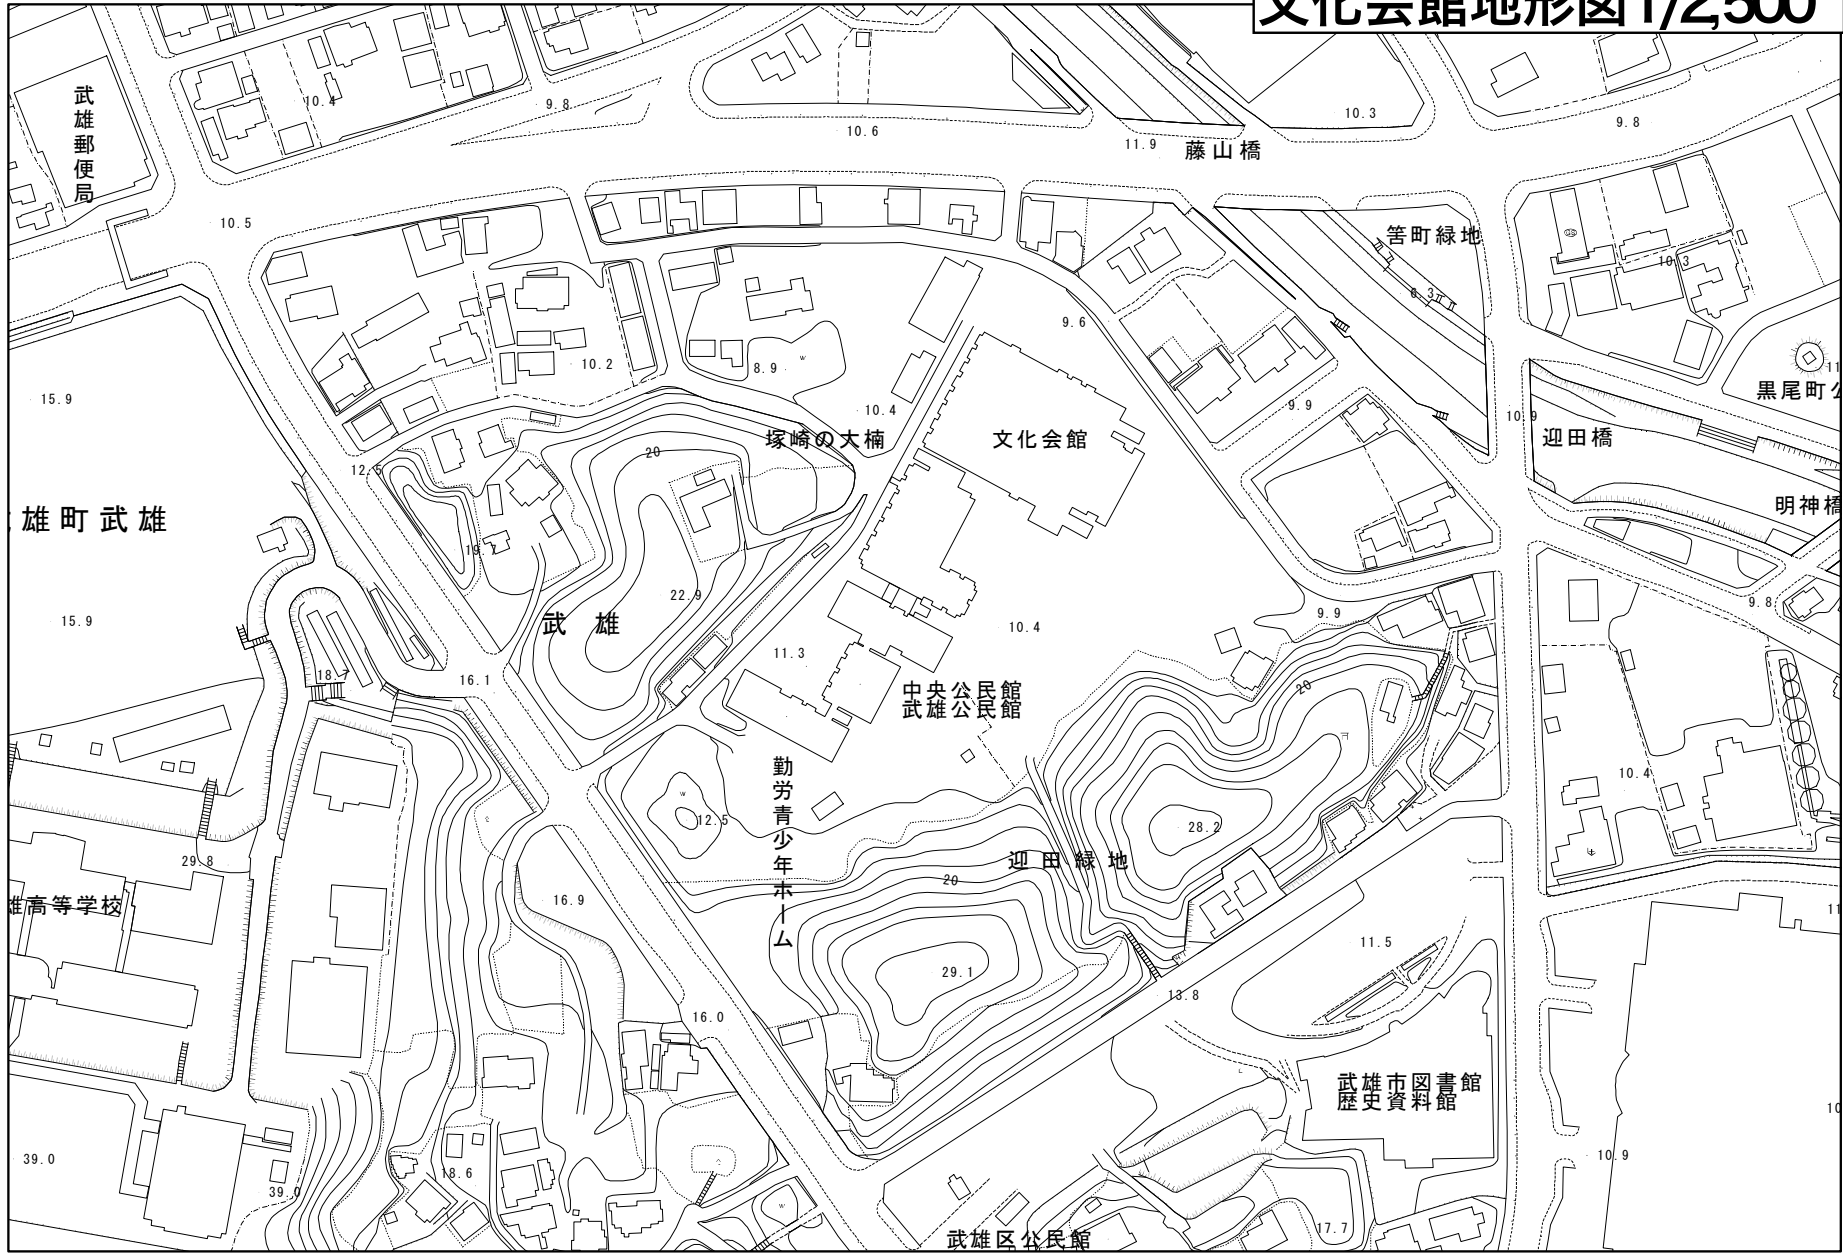 文化会館地形図1/2,500
武雄郵便局
10.4
9.8
10.6
11.9
藤山橋
10.3
9.8
10.5
筈町緑地
10.3
6.3
9.6
10.2
8.9
15.9
10.4
9.9
10.9
迎田橋
黒尾町
塚崎の大楠
文化会館
20
12.5
雄町武雄
明神橋
19.7
22.9
武雄
15.9
10.4
9.9
9.8
11.3
18.7
16.1
中央公民館
武雄公民館
20
勤労青少年ホーム
12.5
28.2
10.4
29.8
迎田緑地
20
雄高等学校
16.9
11.5
29.1
13.8
16.0
武雄市図書館
歴史資料館
39.0
39.0
18.6
10.9
17.7
武雄区公民館